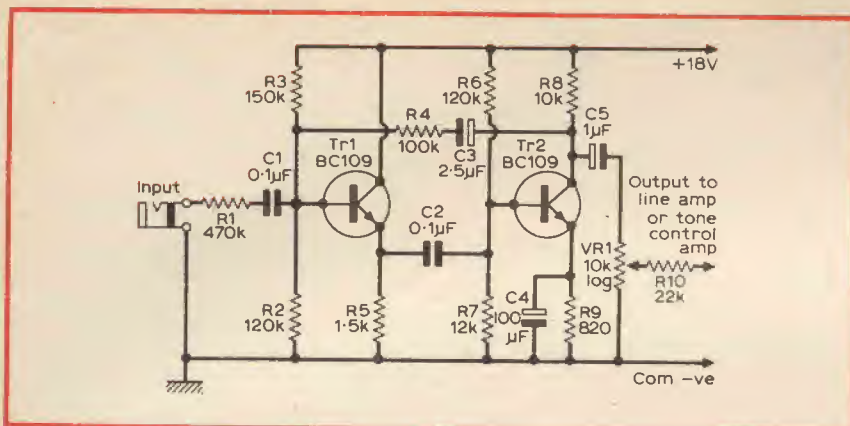 +18V
R3
150k
R6
120k
R8
10k
R4
100k
C5
1µF
C3
2.5µF
Tr1
BC109
Tr2
BC109
C1
0·1µF
Input
R1
470k
C2
0·1µF
Output to
line amp
or tone
control
amp
VR1
10k
log
R10
22k
R2
120k
R5
1·5k
R7
12k
C4
100
µF
R9
820
Com -ve